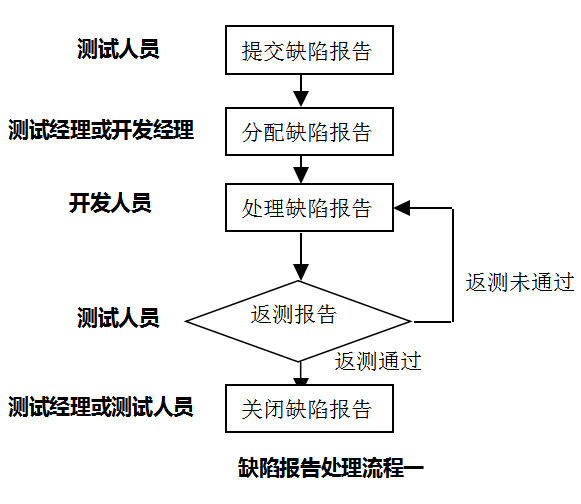 测试人员
提交缺陷报告
测试经理或开发经理
分配缺陷报告
开发人员
处理缺陷报告
返测未通过
测试人员
返测报告
返测通过
测试经理或测试人员
关闭缺陷报告
缺陷报告处理流程一